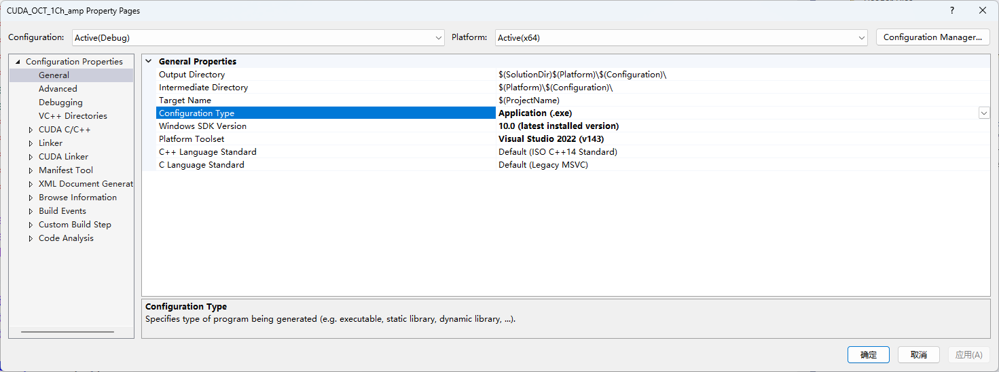 CUDA_OCT_1Ch_amp Property Pages
?
Configuration: Active(Debug) Platform: Active(x64) Configuration Manager...
Configuration Properties
General
Advanced
Debugging
VC++ Directories
CUDA C/C++
Linker
CUDA Linker
Manifest Tool
XML Document Generat
Browse Information
Build Events
Custom Build Step
Code Analysis
General Properties
Output Directory $(SolutionDir)$(Platform)\$(Configuration)\
Intermediate Directory $(Platform)\$(Configuration)\
Target Name $(ProjectName)
Configuration Type Application (.exe)
Windows SDK Version 10.0 (latest installed version)
Platform Toolset Visual Studio 2022 (v143)
C++ Language Standard Default (ISO C++14 Standard)
C Language Standard Default (Legacy MSVC)
Configuration Type
Specifies type of program being generated (e.g. executable, static library, dynamic library, ...).
确定 取消 应用(A)